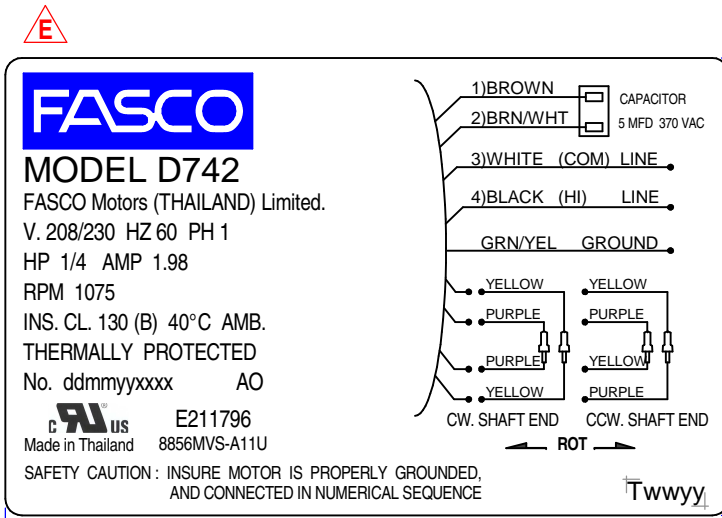 E
FASCO
MODEL D742
FASCO Motors (THAILAND) Limited.
V. 208/230 HZ 60 PH 1
HP 1/4 AMP 1.98
RPM 1075
INS. CL. 130 (B) 40°C AMB.
THERMALLY PROTECTED
No. ddmmyyxxxx AO
c RU US ® E211796
Made in Thailand 8856MVS-A11U
1)BROWN
2)BRN/WHT
CAPACITOR
5 MFD 370 VAC
3)WHITE (COM) LINE
4)BLACK (HI) LINE
GRN/YEL GROUND
YELLOW YELLOW
PURPLE PURPLE
PURPLE YELLOW
YELLOW PURPLE
CW. SHAFT END CCW. SHAFT END
ROT
SAFETY CAUTION : INSURE MOTOR IS PROPERLY GROUNDED,
AND CONNECTED IN NUMERICAL SEQUENCE
Twwyy